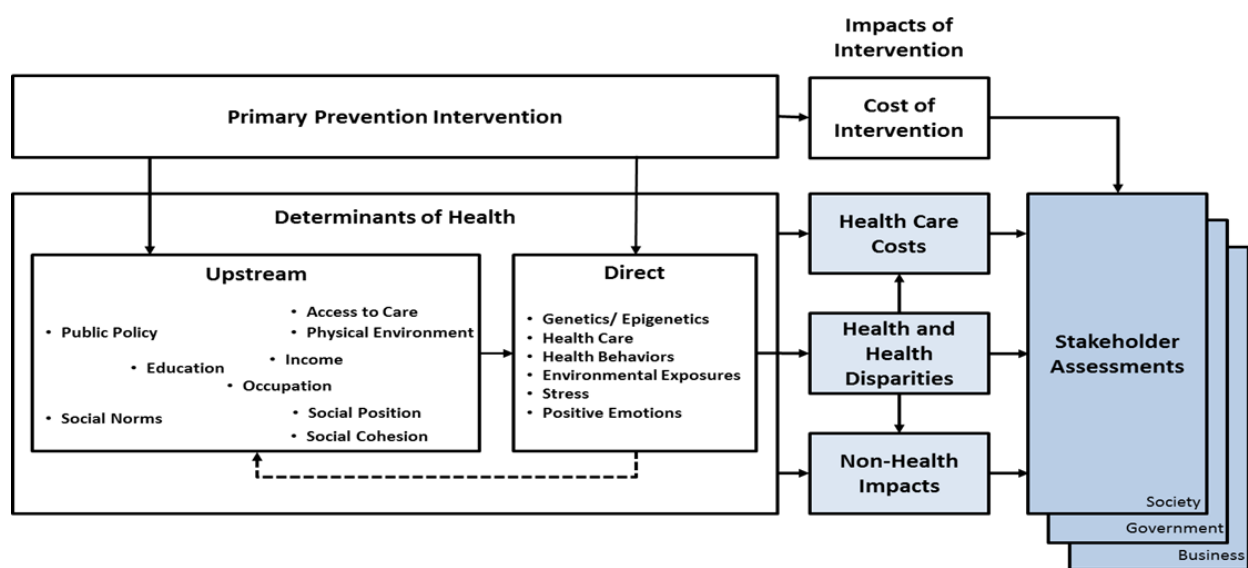 Impacts of
Intervention
Primary Prevention Intervention
Cost of
Intervention
Determinants of Health
Upstream
• Public Policy
• Access to Care
• Physical Environment
• Education
• Income
• Occupation
• Social Norms
• Social Position
• Social Cohesion
Direct
• Genetics/ Epigenetics
• Health Care
• Health Behaviors
• Environmental Exposures
• Stress
• Positive Emotions
Health Care
Costs
Health and
Health
Disparities
Non-Health
Impacts
Stakeholder
Assessments
Society
Government
Business